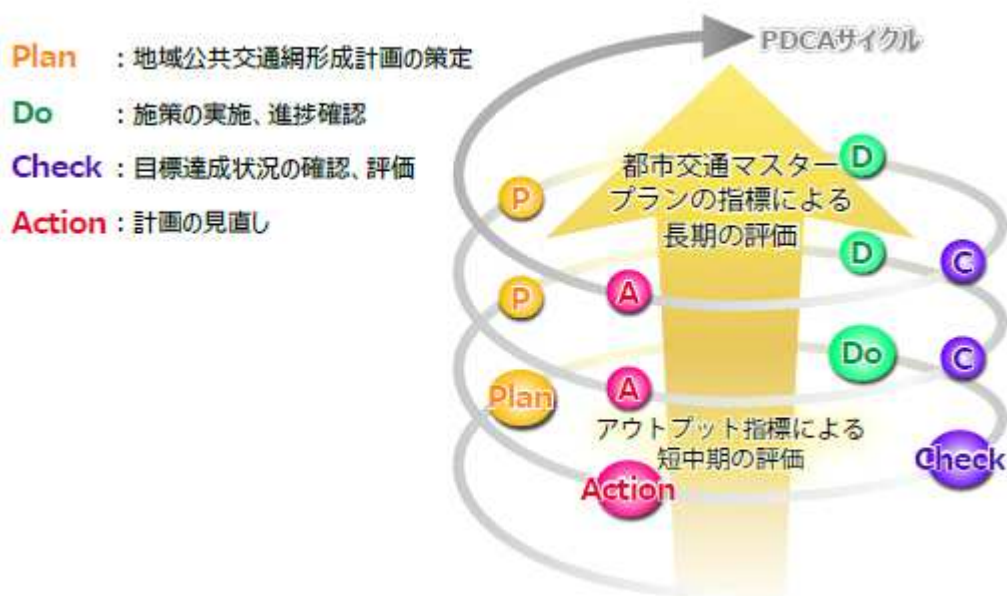 Plan ：地域公共交通網形成計画の策定
Do ：施策の実施、進捗確認
Check ：目標達成状況の確認、評価
Action ：計画の見直し
PDCAサイクル
都市交通マスター
プランの指標による
長期の評価
D
P
D
C
P
A
Do
C
Plan
A
アウトプット指標による
短中期の評価
Check
Action